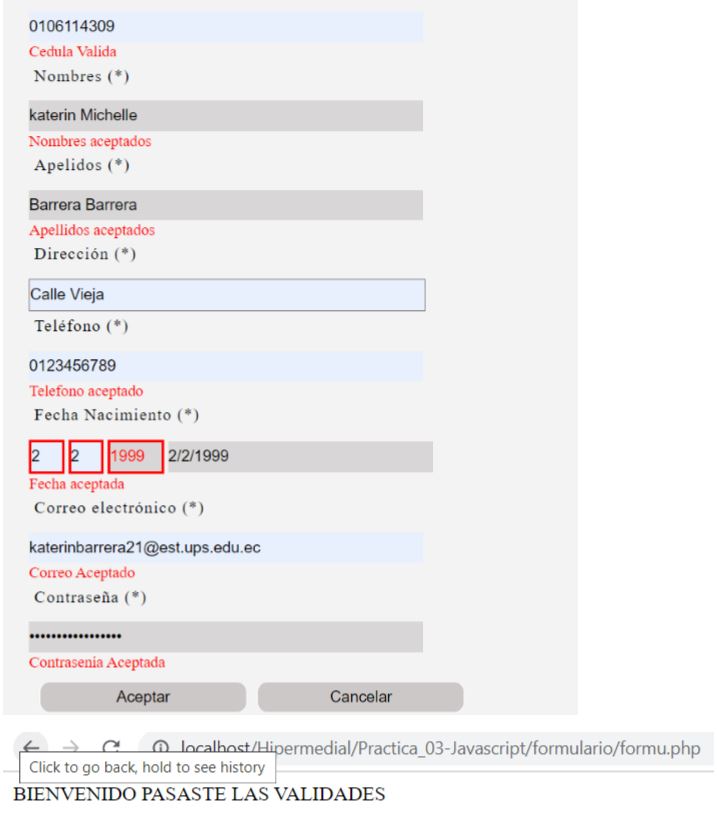 0106114309
Cedula Valida
Nombres (*)
katerin Michelle
Nombres aceptados
Apelidos (*)
Barrera Barrera
Apellidos aceptados
Dirección (*)
Calle Vieja
Teléfono (*)
0123456789
Telefono aceptado
Fecha Nacimiento (*)
2 2 1999 2/2/1999
Fecha aceptada
Correo electrónico (*)
katerinbarrera21@est.ups.edu.ec
Correo Aceptado
Contraseña (*)
•••••••••••••••••
Contrasenia Aceptada
Aceptar Cancelar
localhost/Hipermedial/Practica_03-Javascript/formulario/formu.php
Click to go back, hold to see history
BIENVENIDO PASASTE LAS VALIDADES